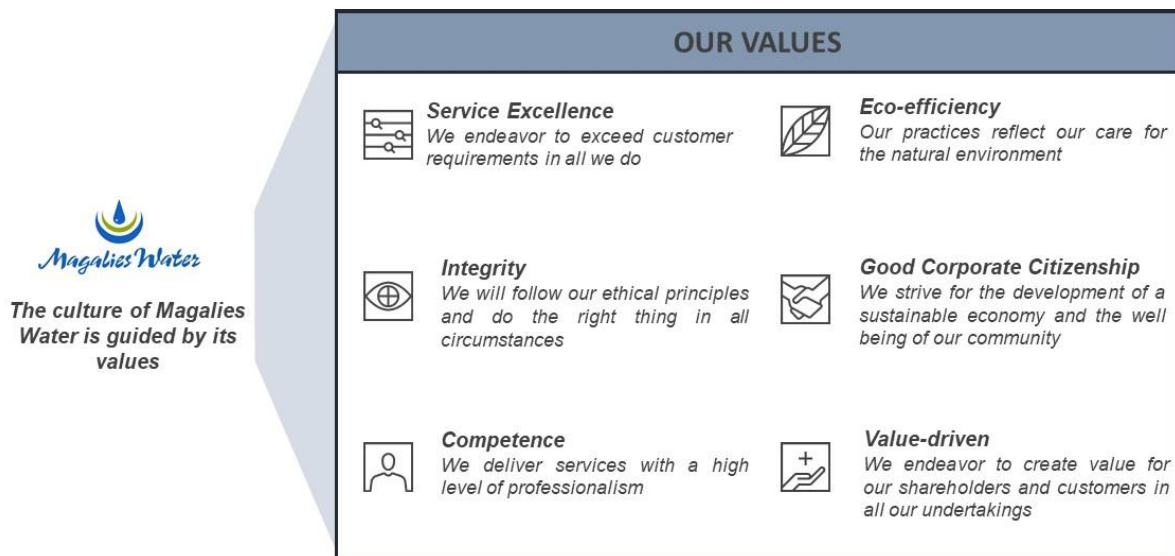 OUR VALUES
Service Excellence
We endeavor to exceed customer
requirements in all we do
Eco-efficiency
Our practices reflect our care for
the natural environment
Magalies Water
The culture of Magalies
Water is guided by its
values
Integrity
We will follow our ethical principles
and do the right thing in all
circumstances
Good Corporate Citizenship
We strive for the development of a
sustainable economy and the well
being of our community
Competence
We deliver services with a high
level of professionalism
Value-driven
We endeavor to create value for
our shareholders and customers in
all our undertakings